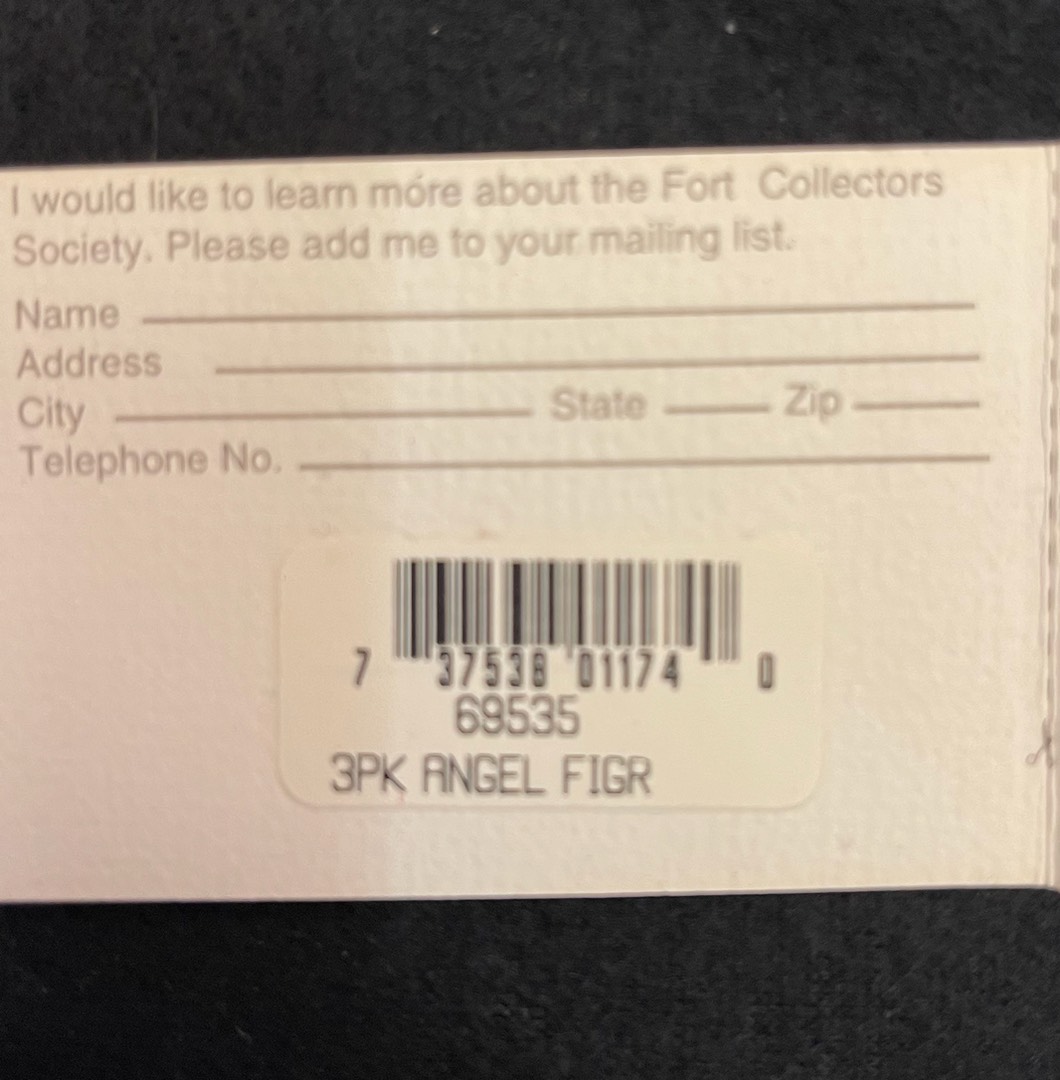 I would like to learn more about the Fort Collectors
Society. Please add me to your mailing list.
Name
Address
City State Zip
Telephone No.
7 37538 01174 0
69535
3PK ANGEL FIGR